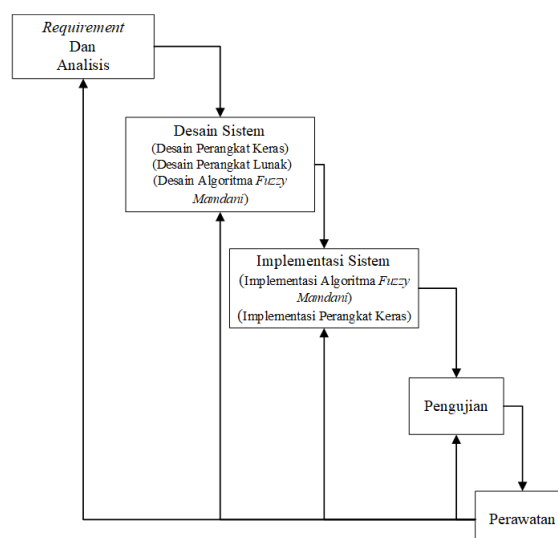 Requirement
Dan
Analisis
Desain Sistem
(Desain Perangkat Keras)
(Desain Perangkat Lunak)
(Desain Algoritma Fuzzy
Mamdani)
Implementasi Sistem
(Implementasi Algoritma Fuzzy
Mamdani)
(Implementasi Perangkat Keras)
Pengujian
Perawatan